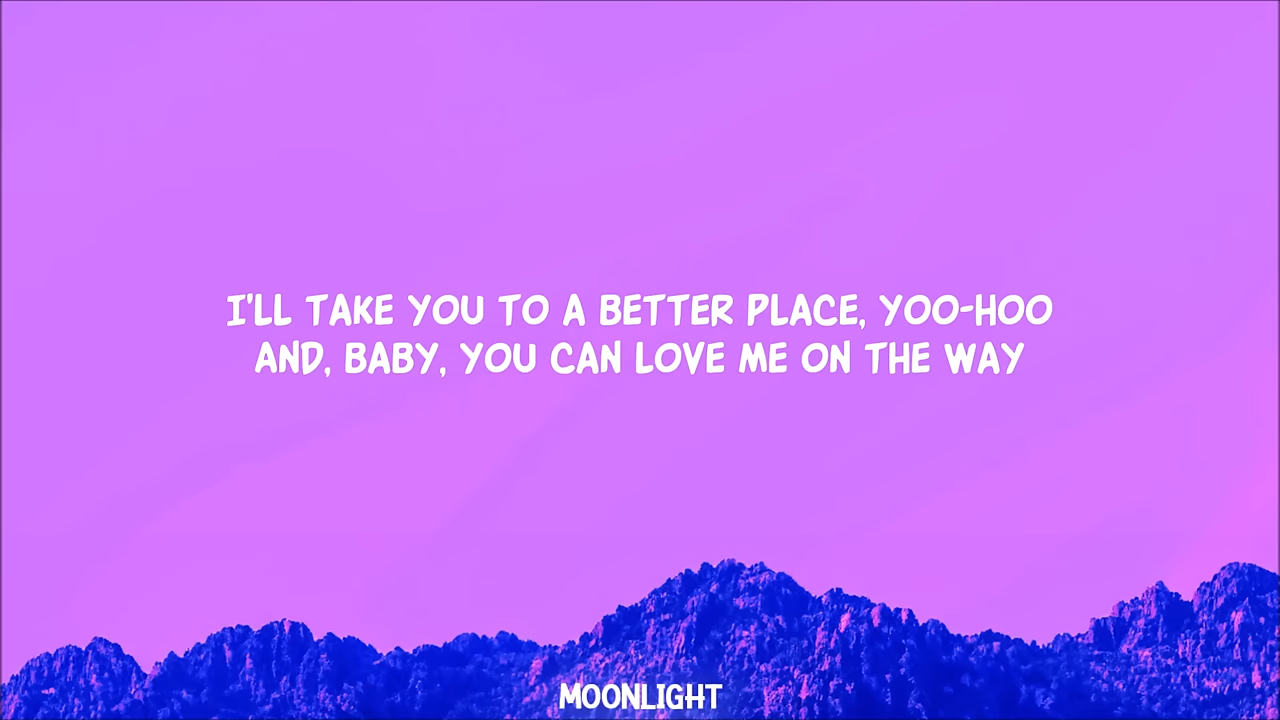 I'LL TAKE YOU TO A BETTER PLACE, YOO-HOO
AND, BABY, YOU CAN LOVE ME ON THE WAY
MOONLIGHT